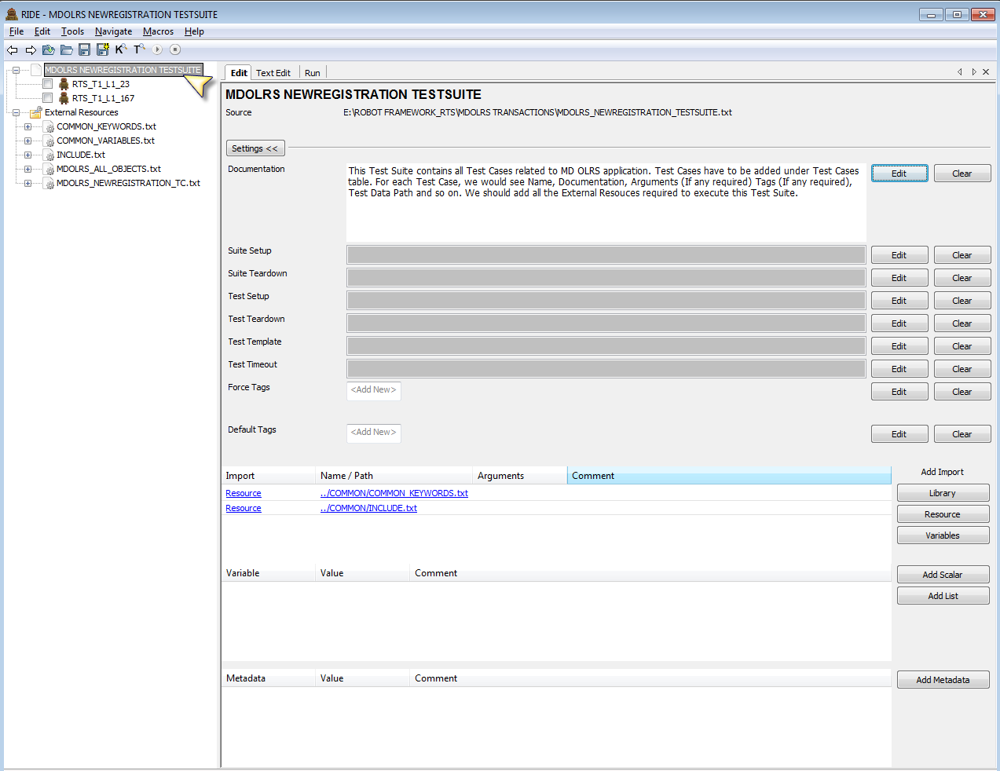 RIDE - MDOLRS NEWREGISTRATION TESTSUITE
File Edit Tools Navigate Macros Help
K T
MDOLRS NEWREGISTRATION TESTSUITE
RTS_T1_L1_23
RTS_T1_L1_167
External Resources
COMMON_KEYWORDS.txt
COMMON_VARIABLES.txt
INCLUDE.txt
MDOLRS_ALL_OBJECTS.txt
MDOLRS_NEWREGISTRATION_TC.txt
Edit Text Edit Run
MDOLRS NEWREGISTRATION TESTSUITE
Source E:\ROBOT FRAMEWORK_RTS\MDOLRS TRANSACTIONS\MDOLRS_NEWREGISTRATION_TESTSUITE.txt
Settings <<
Documentation
This Test Suite contains all Test Cases related to MD OLRS application. Test Cases have to be added under Test Cases
table. For each Test Case, we would see Name, Documentation, Arguments (If any required) Tags (If any required),
Test Data Path and so on. We should add all the External Resouces required to execute this Test Suite.
Edit Clear
Suite Setup Edit Clear
Suite Teardown Edit Clear
Test Setup Edit Clear
Test Teardown Edit Clear
Test Template Edit Clear
Test Timeout Edit Clear
Force Tags <Add New> Edit Clear
Default Tags <Add New> Edit Clear
Import Name / Path Arguments Comment
Resource ../COMMON/COMMON_KEYWORDS.txt
Resource ../COMMON/INCLUDE.txt
Add Import
Library
Resource
Variables
Variable Value Comment
Add Scalar
Add List
Metadata Value Comment
Add Metadata